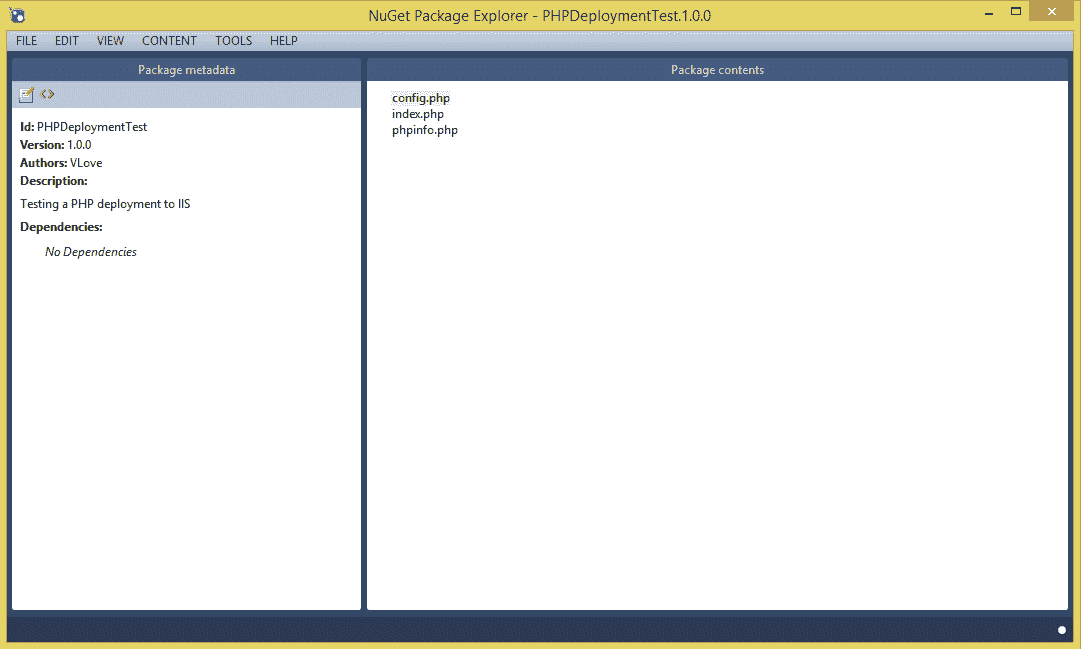 NuGet Package Explorer - PHPDeploymentTest.1.0.0
FILE EDIT VIEW CONTENT TOOLS HELP
Package metadata
Id: PHPDeploymentTest
Version: 1.0.0
Authors: VLove
Description:
Testing a PHP deployment to IIS
Dependencies:
No Dependencies
Package contents
config.php
index.php
phpinfo.php